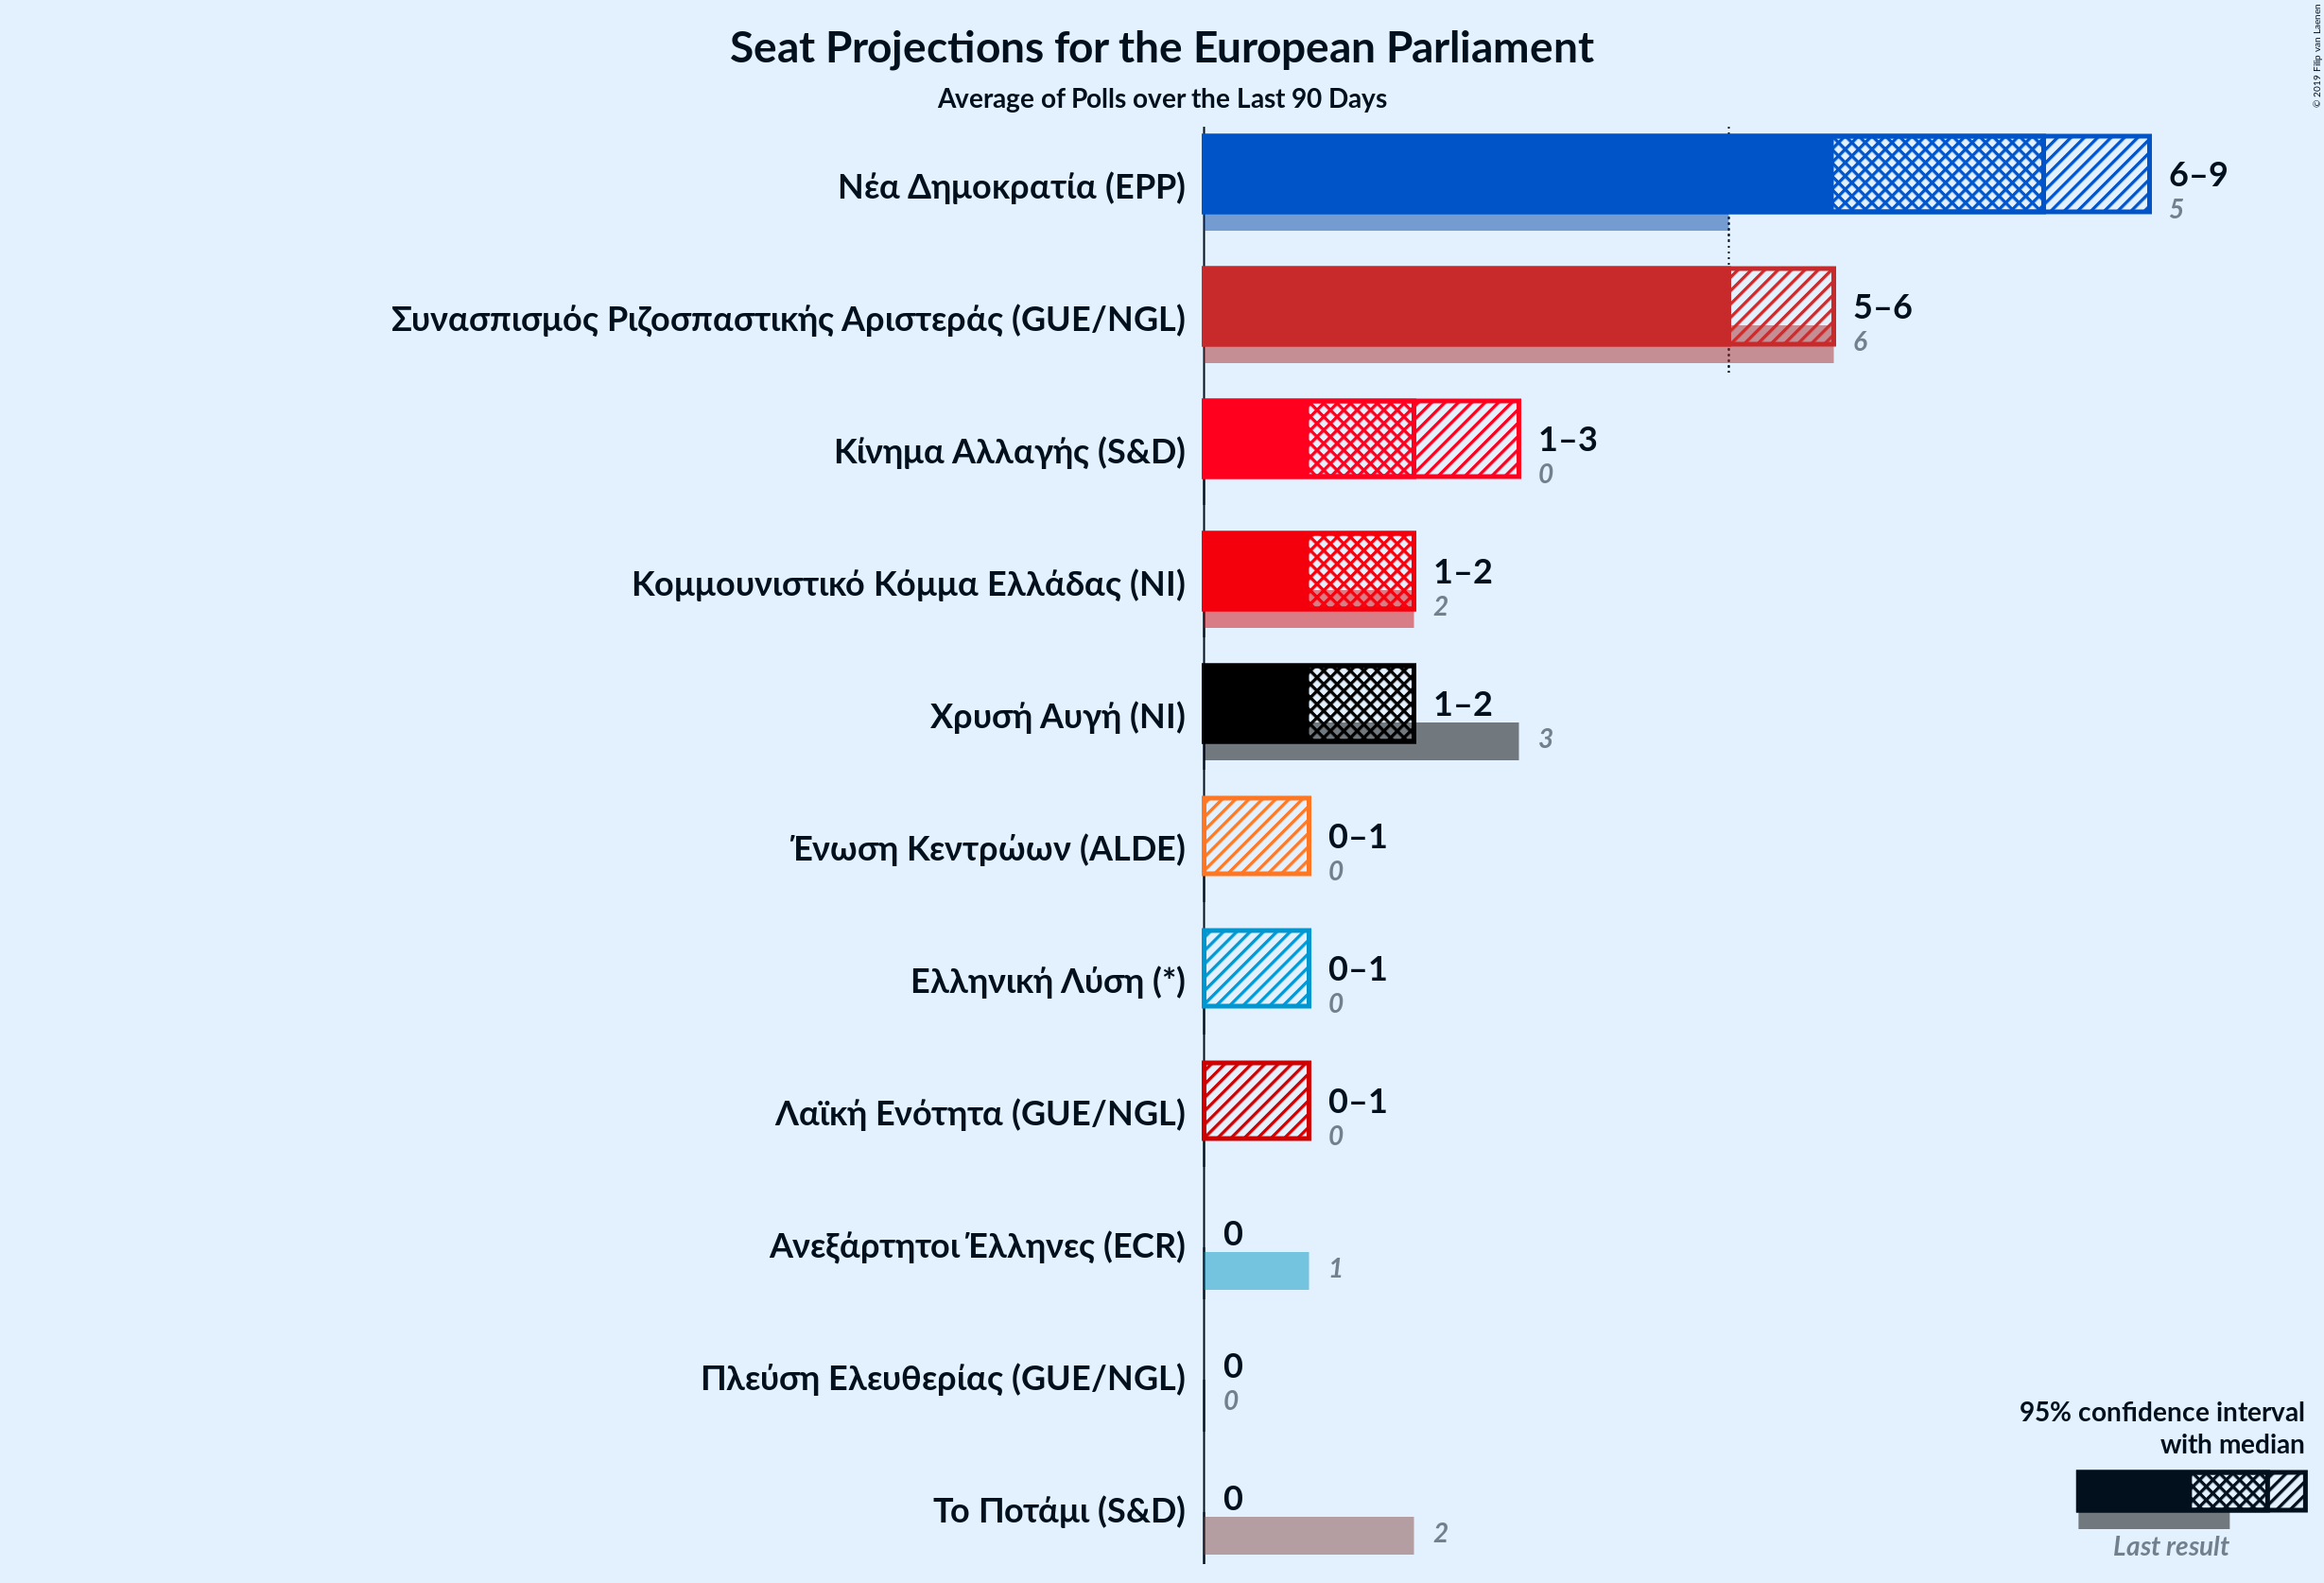 Seat Projections for the European Parliament
Average of Polls over the Last 90 Days
© 2019 Filip van Laenen
Νέα Δημοκρατία (EPP)
6–9
5
Συνασπισμός Ριζοσπαστικής Αριστεράς (GUE/NGL)
5–6
6
Κίνημα Αλλαγής (S&D)
1–3
0
Κομμουνιστικό Κόμμα Ελλάδας (NI)
1–2
2
Χρυσή Αυγή (NI)
1–2
3
Ένωση Κεντρώων (ALDE)
0–1
0
Ελληνική Λύση (*)
0–1
0
Λαϊκή Ενότητα (GUE/NGL)
0–1
0
Ανεξάρτητοι Έλληνες (ECR)
0
1
Πλεύση Ελευθερίας (GUE/NGL)
0
0
Το Ποτάμι (S&D)
0
2
95% confidence interval
with median
Last result